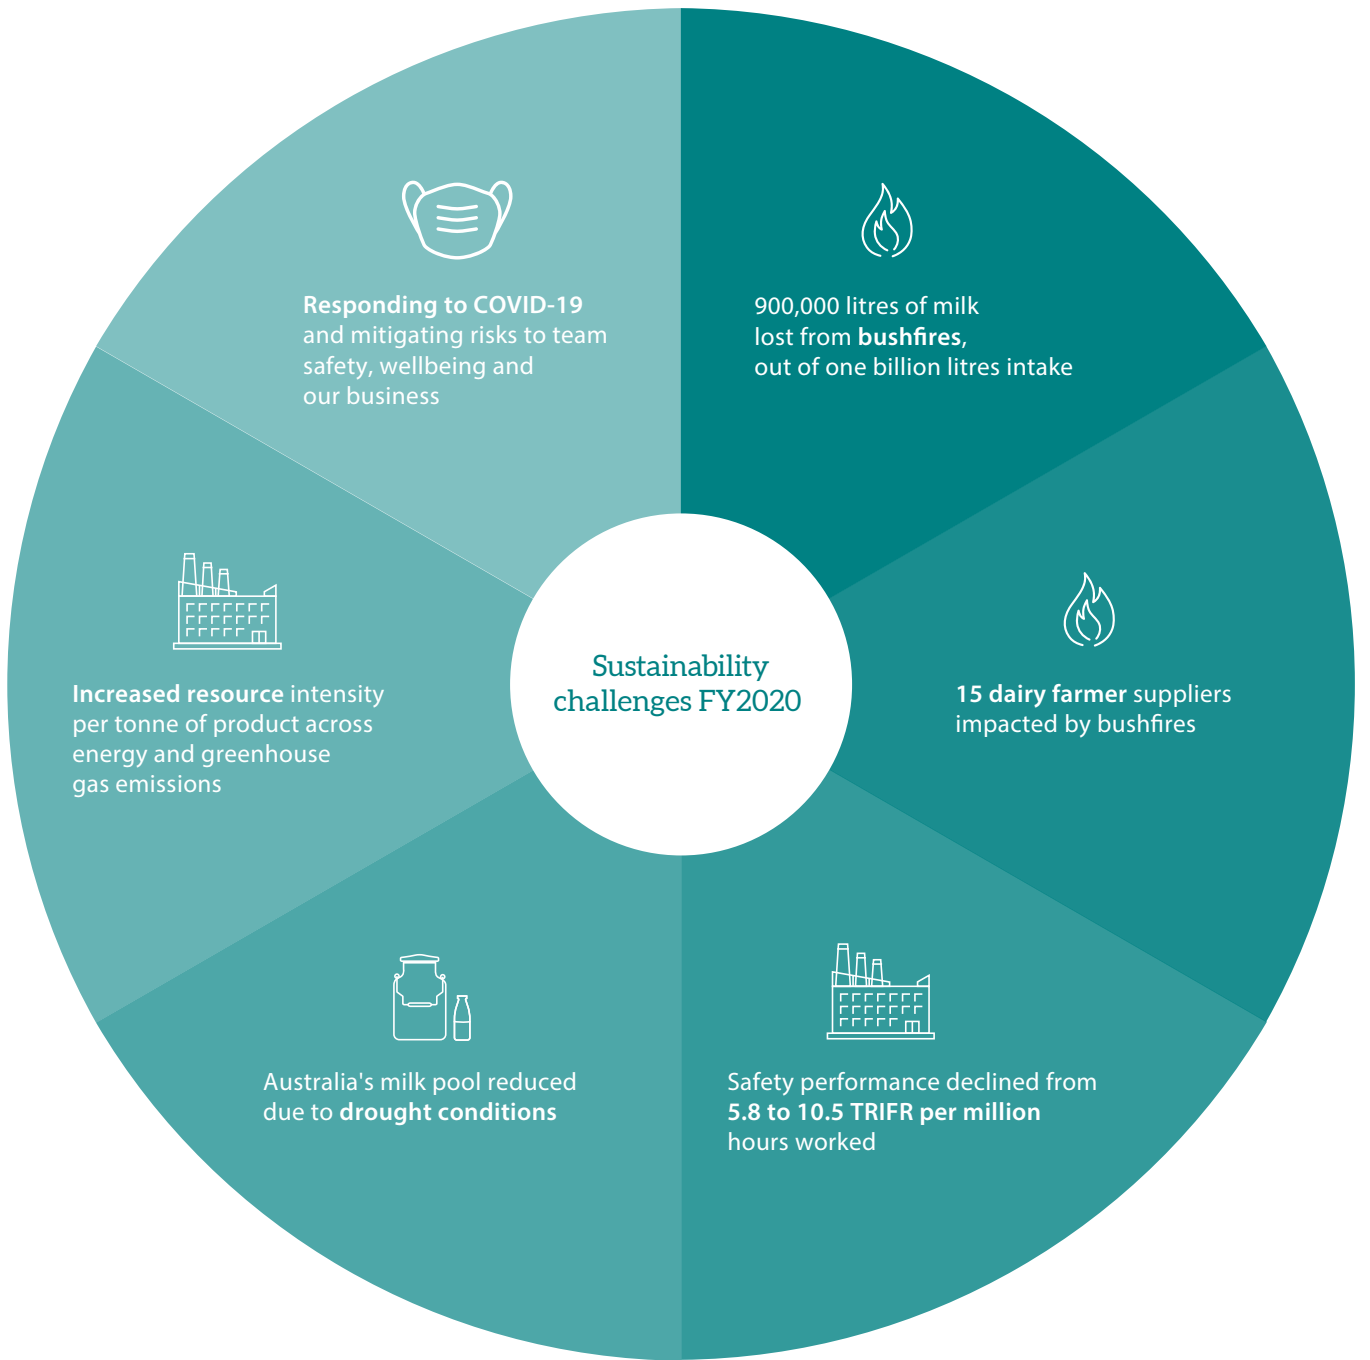 Responding to COVID-19
and mitigating risks to team
safety, wellbeing and
our business
900,000 litres of milk
lost from bushfires,
out of one billion litres intake
Sustainability
challenges FY2020
Increased resource intensity
per tonne of product across
energy and greenhouse
gas emissions
15 dairy farmer suppliers
impacted by bushfires
Australia's milk pool reduced
due to drought conditions
Safety performance declined from
5.8 to 10.5 TRIFR per million
hours worked